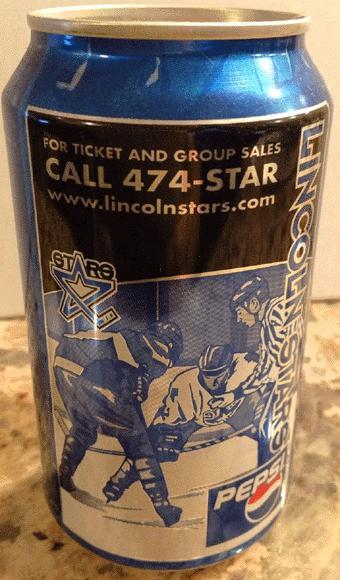 FOR TICKET AND GROUP SALES
CALL 474-STAR
www.lincolnstars.com
STARS
LINCOLN STARS
PEPSI